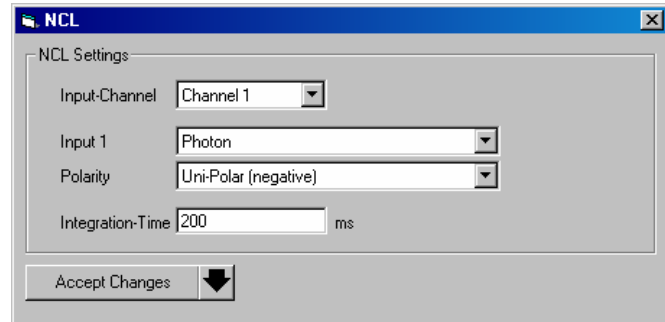 NCL
NCL Settings
Input-Channel Channel 1
Input 1 Photon
Polarity Uni-Polar (negative)
Integration-Time 200 ms
Accept Changes